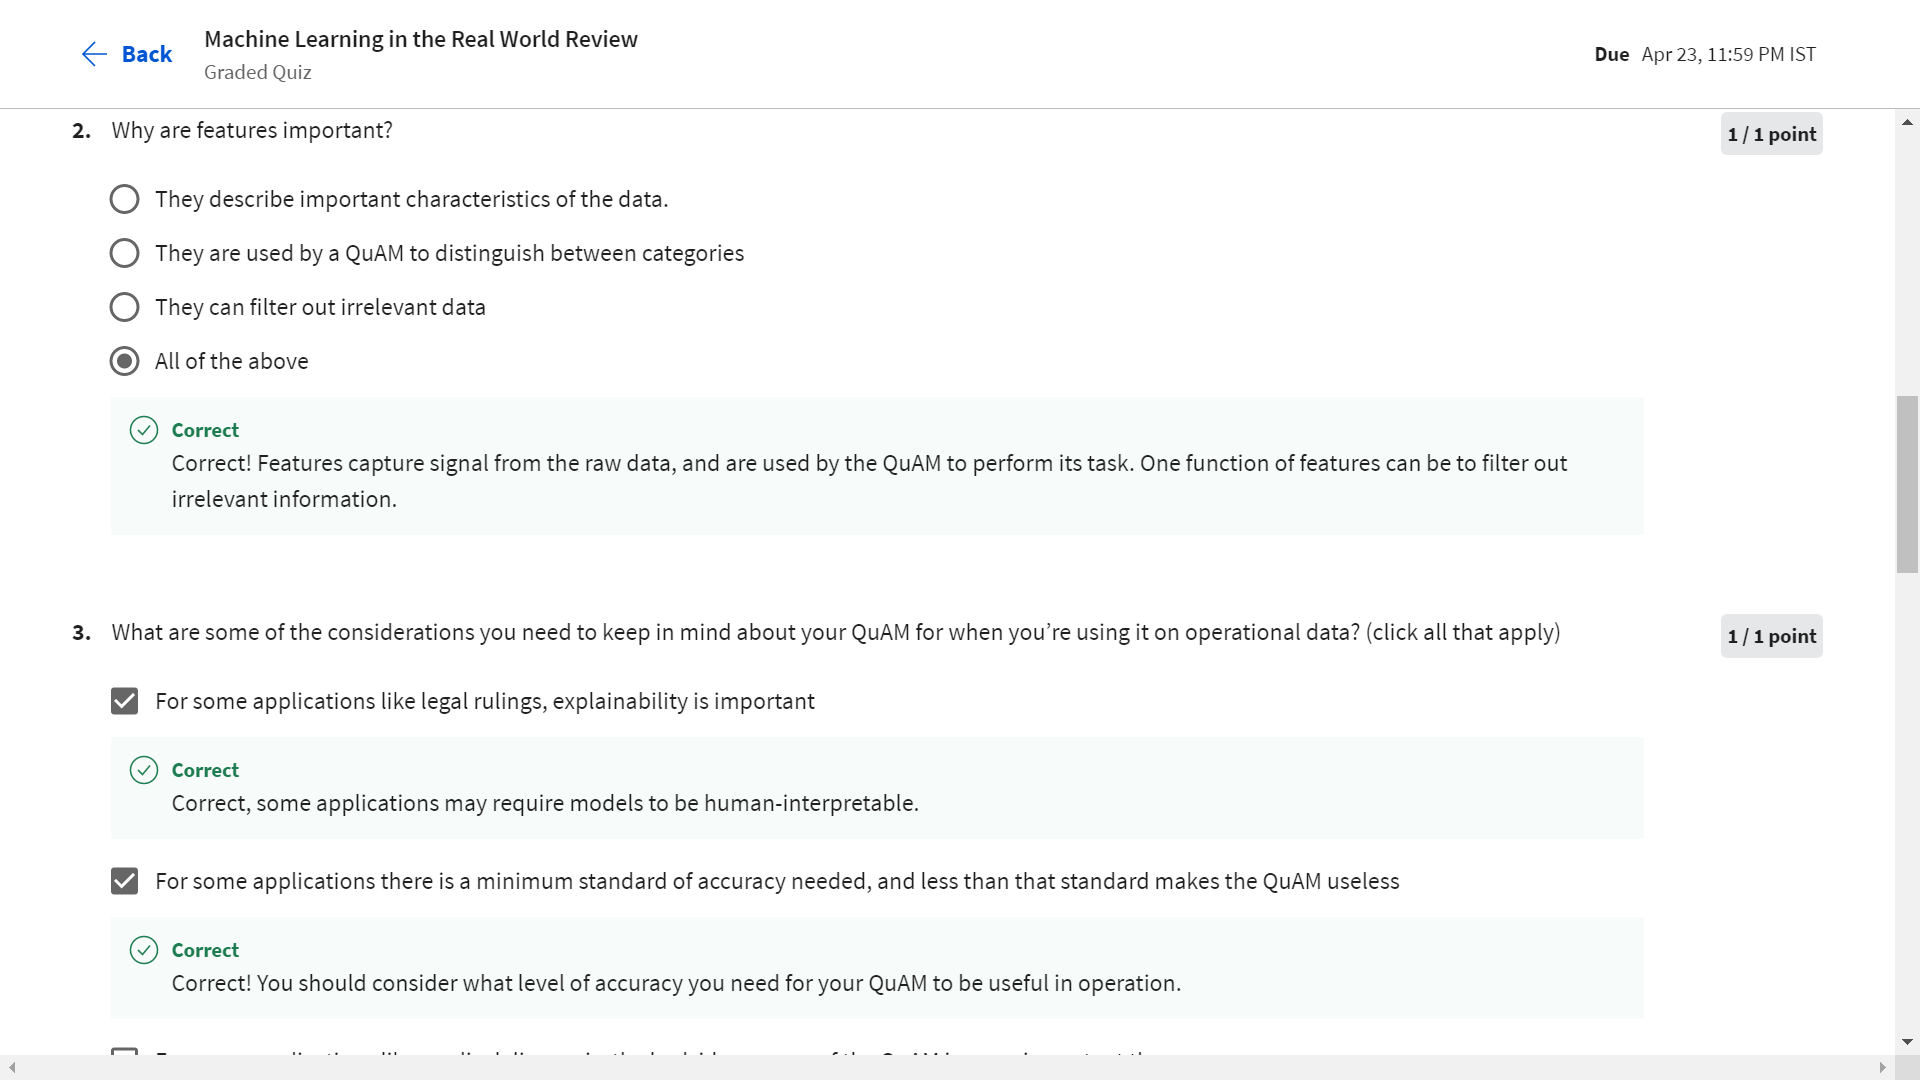 Back
Machine Learning in the Real World Review
Graded Quiz
Due Apr 23, 11:59 PM IST
2. Why are features important?
1 / 1 point
They describe important characteristics of the data.
They are used by a QuAM to distinguish between categories
They can filter out irrelevant data
All of the above
Correct
Correct! Features capture signal from the raw data, and are used by the QuAM to perform its task. One function of features can be to filter out
irrelevant information.
3. What are some of the considerations you need to keep in mind about your QuAM for when you’re using it on operational data? (click all that apply)
1 / 1 point
For some applications like legal rulings, explainability is important
Correct
Correct, some applications may require models to be human-interpretable.
For some applications there is a minimum standard of accuracy needed, and less than that standard makes the QuAM useless
Correct
Correct! You should consider what level of accuracy you need for your QuAM to be useful in operation.